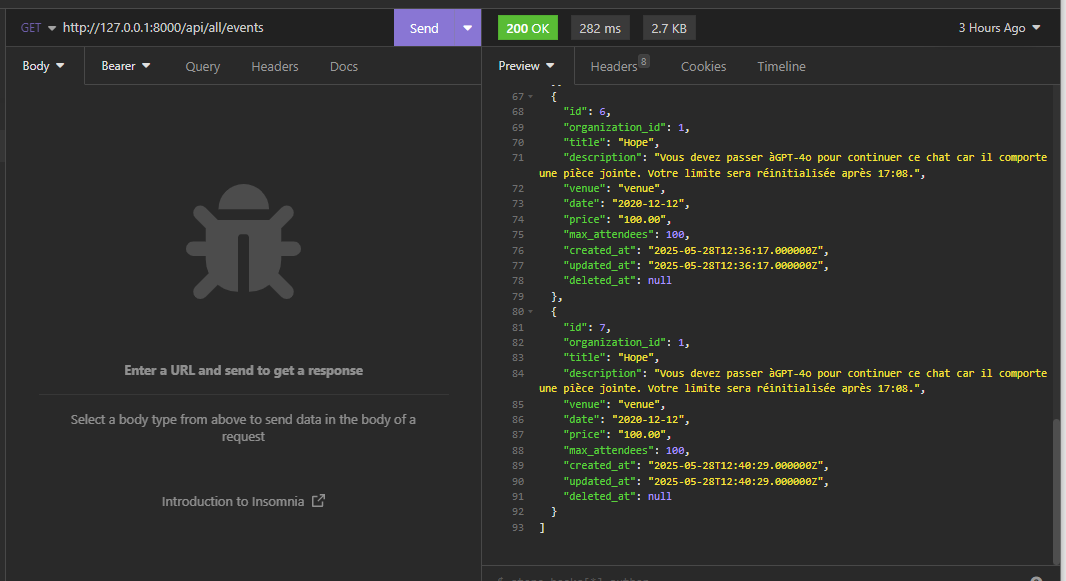 GET http://127.0.0.1:8000/api/all/events Send 200 OK 282 ms 2.7 KB 3 Hours Ago
Body Bearer Query Headers Docs
Preview Headers 8 Cookies Timeline
Enter a URL and send to get a response
Select a body type from above to send data in the body of a
request
Introduction to Insomnia
67 {
68 "id": 6,
69 "organization_id": 1,
70 "title": "Hope",
71 "description": "Vous devez passer àGPT-4o pour continuer ce chat car il comporte
une pièce jointe. Votre limite sera réinitialisée après 17:08.",
72 "venue": "venue",
73 "date": "2020-12-12",
74 "price": "100.00",
75 "max_attendees": 100,
76 "created_at": "2025-05-28T12:36:17.000000Z",
77 "updated_at": "2025-05-28T12:36:17.000000Z",
78 "deleted_at": null
79 },
80 {
81 "id": 7,
82 "organization_id": 1,
83 "title": "Hope",
84 "description": "Vous devez passer àGPT-4o pour continuer ce chat car il comporte
une pièce jointe. Votre limite sera réinitialisée après 17:08.",
85 "venue": "venue",
86 "date": "2020-12-12",
87 "price": "100.00",
88 "max_attendees": 100,
89 "created_at": "2025-05-28T12:40:29.000000Z",
90 "updated_at": "2025-05-28T12:40:29.000000Z",
91 "deleted_at": null
92 }
93 ]